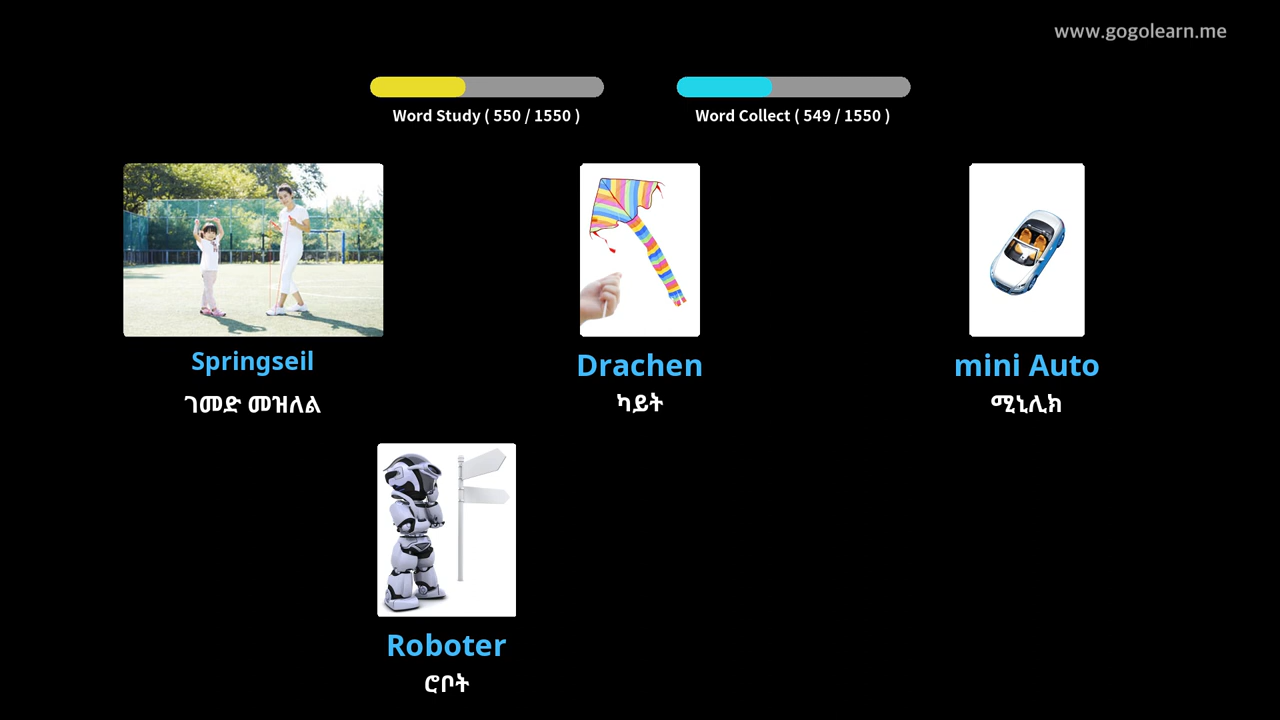 www.gogolearn.me
Word Study ( 550 / 1550 )
Word Collect ( 549 / 1550 )
Springseil
ገመድ መዝለል
Drachen
ካይት
mini Auto
ሚኒሊክ
Roboter
ሮቦት